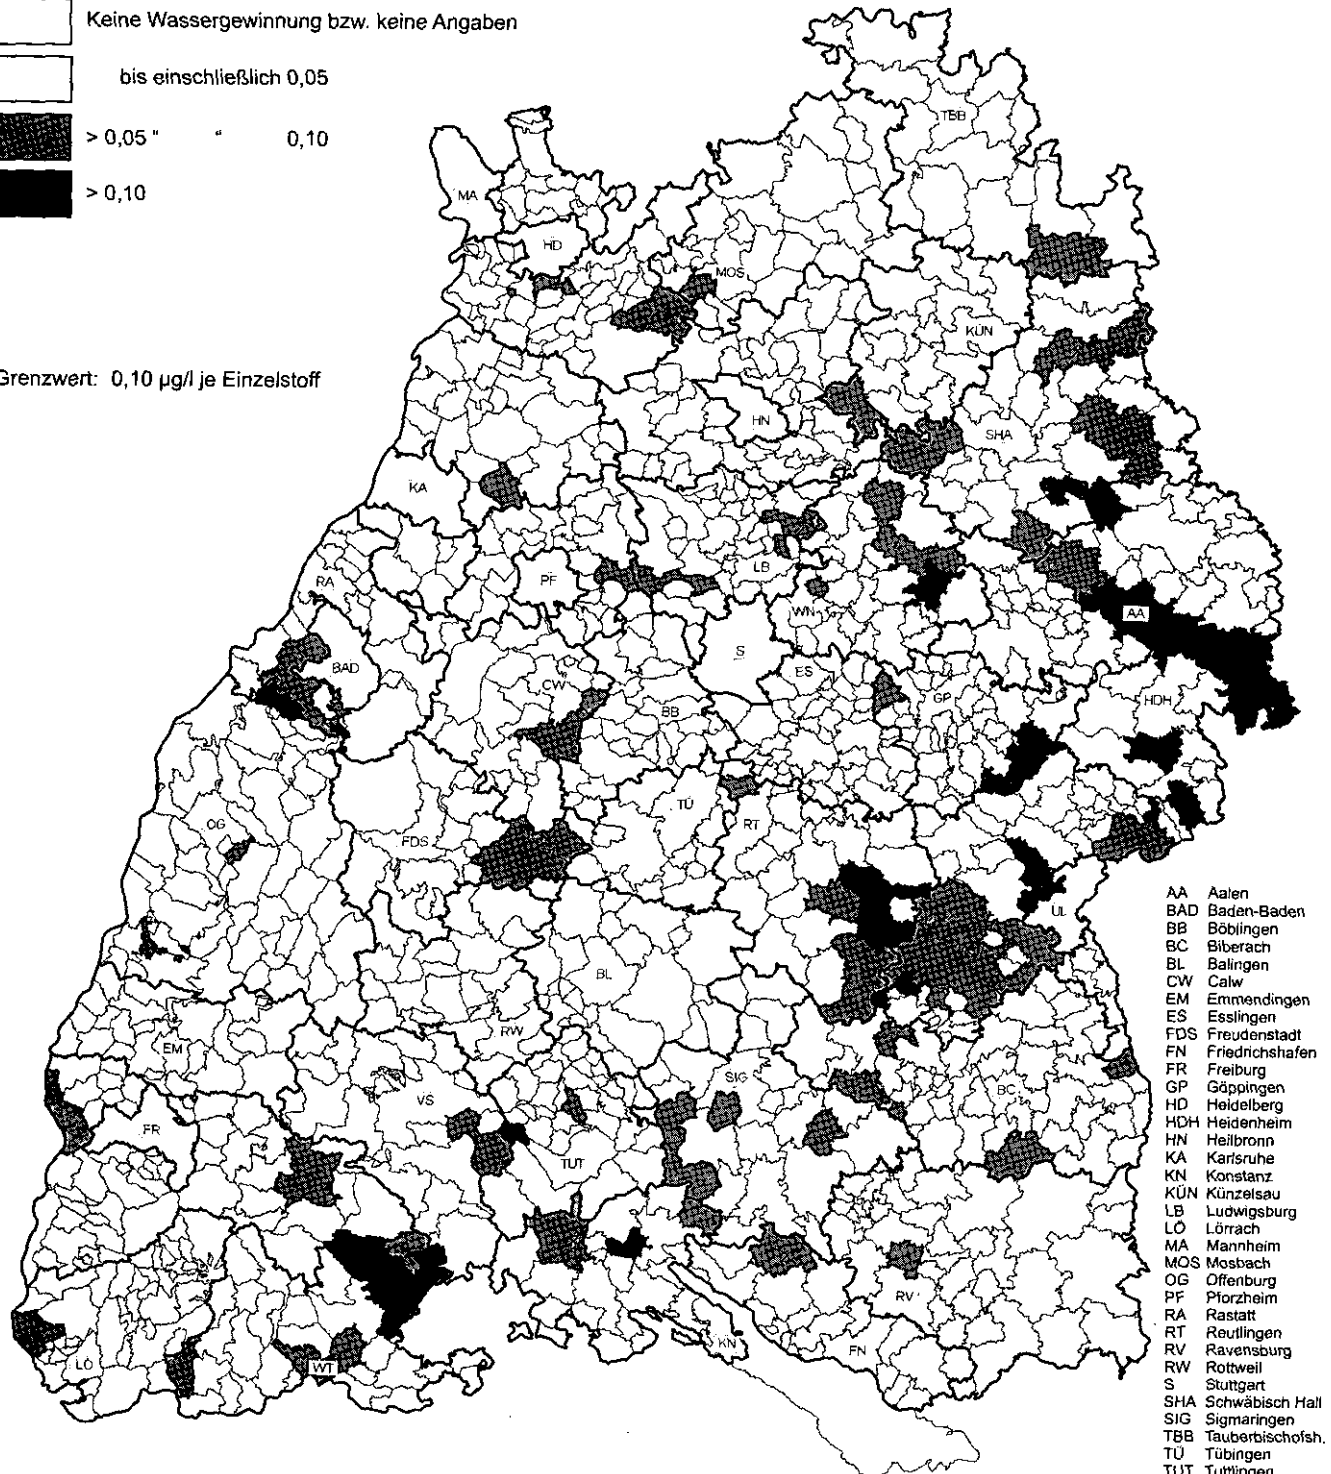 Keine Wassergewinnung bzw. keine Angaben
bis einschließlich 0,05
> 0,05 " " 0,10
> 0,10
Grenzwert: 0,10 µg/l je Einzelstoff
TBB
MA
HD
MOS
KÜN
HN
SHA
KA
LB
PF
RA
AA
WN
S
ES
BAD
CW
GP
HDH
BB
TÜ
RT
OG
FDS
UL
BL
RW
EM
SIG
BC
VS
FR
TUT
RV
KN
FN
LÖ
WT
AA Aalen
BAD Baden-Baden
BB Böblingen
BC Biberach
BL Balingen
CW Calw
EM Emmendingen
ES Esslingen
FDS Freudenstadt
FN Friedrichshafen
FR Freiburg
GP Göppingen
HD Heidelberg
HDH Heidenheim
HN Heilbronn
KA Karlsruhe
KN Konstanz
KÜN Künzelsau
LB Ludwigsburg
LÖ Lörrach
MA Mannheim
MOS Mosbach
OG Offenburg
PF Pforzheim
RA Rastatt
RT Reutlingen
RV Ravensburg
RW Rottweil
S Stuttgart
SHA Schwäbisch Hall
SIG Sigmaringen
TBB Tauberbischofsh.
TÜ Tübingen
TUT Tuttlingen